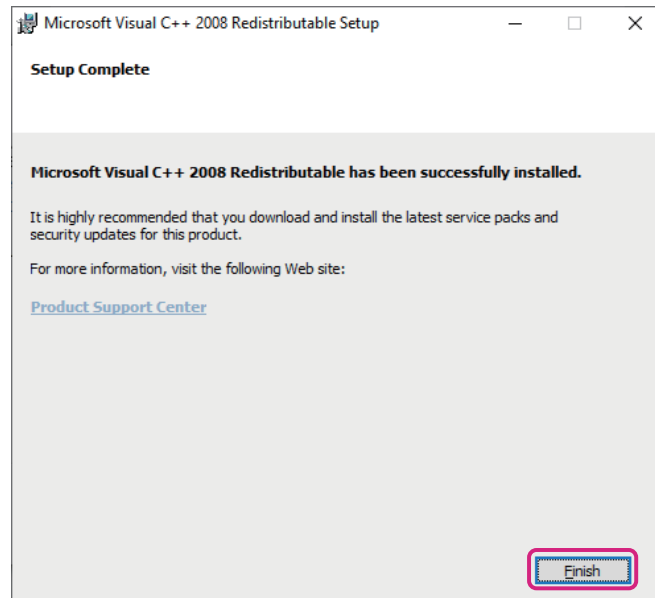 Microsoft Visual C++ 2008 Redistributable Setup
Setup Complete
Microsoft Visual C++ 2008 Redistributable has been successfully installed.
It is highly recommended that you download and install the latest service packs and
security updates for this product.
For more information, visit the following Web site:
Product Support Center
Finish